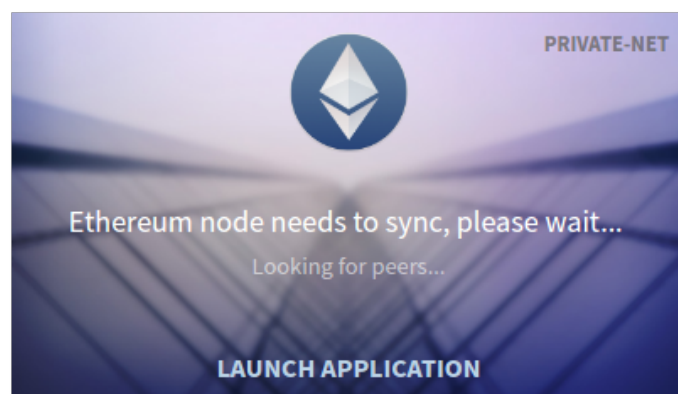 PRIVATE-NET
Ethereum node needs to sync, please wait...
Looking for peers...
LAUNCH APPLICATION